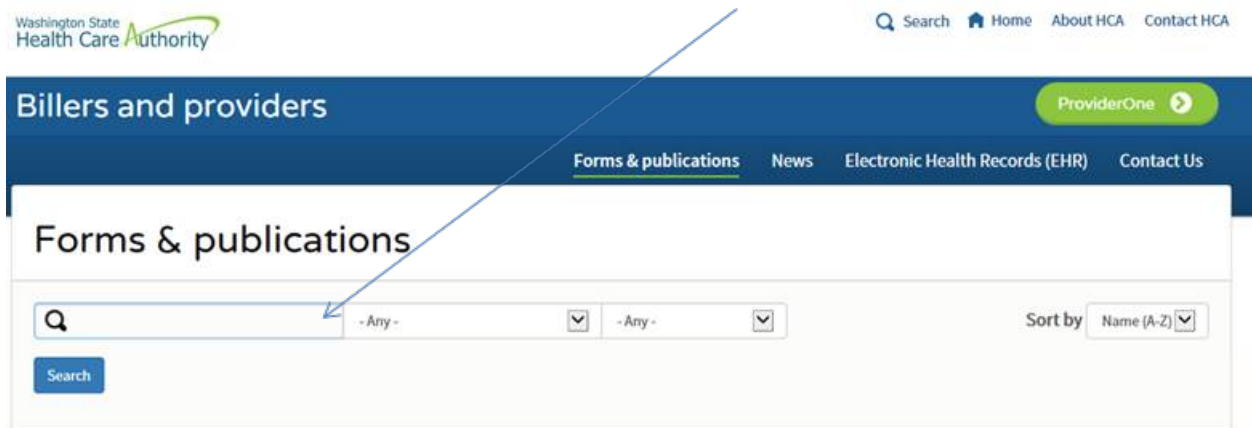 Washington State
Health Care Authority
Search Home About HCA Contact HCA
Billers and providers
ProviderOne
Forms & publications News Electronic Health Records (EHR) Contact Us
Forms & publications
- Any - - Any - Sort by Name (A-Z)
Search